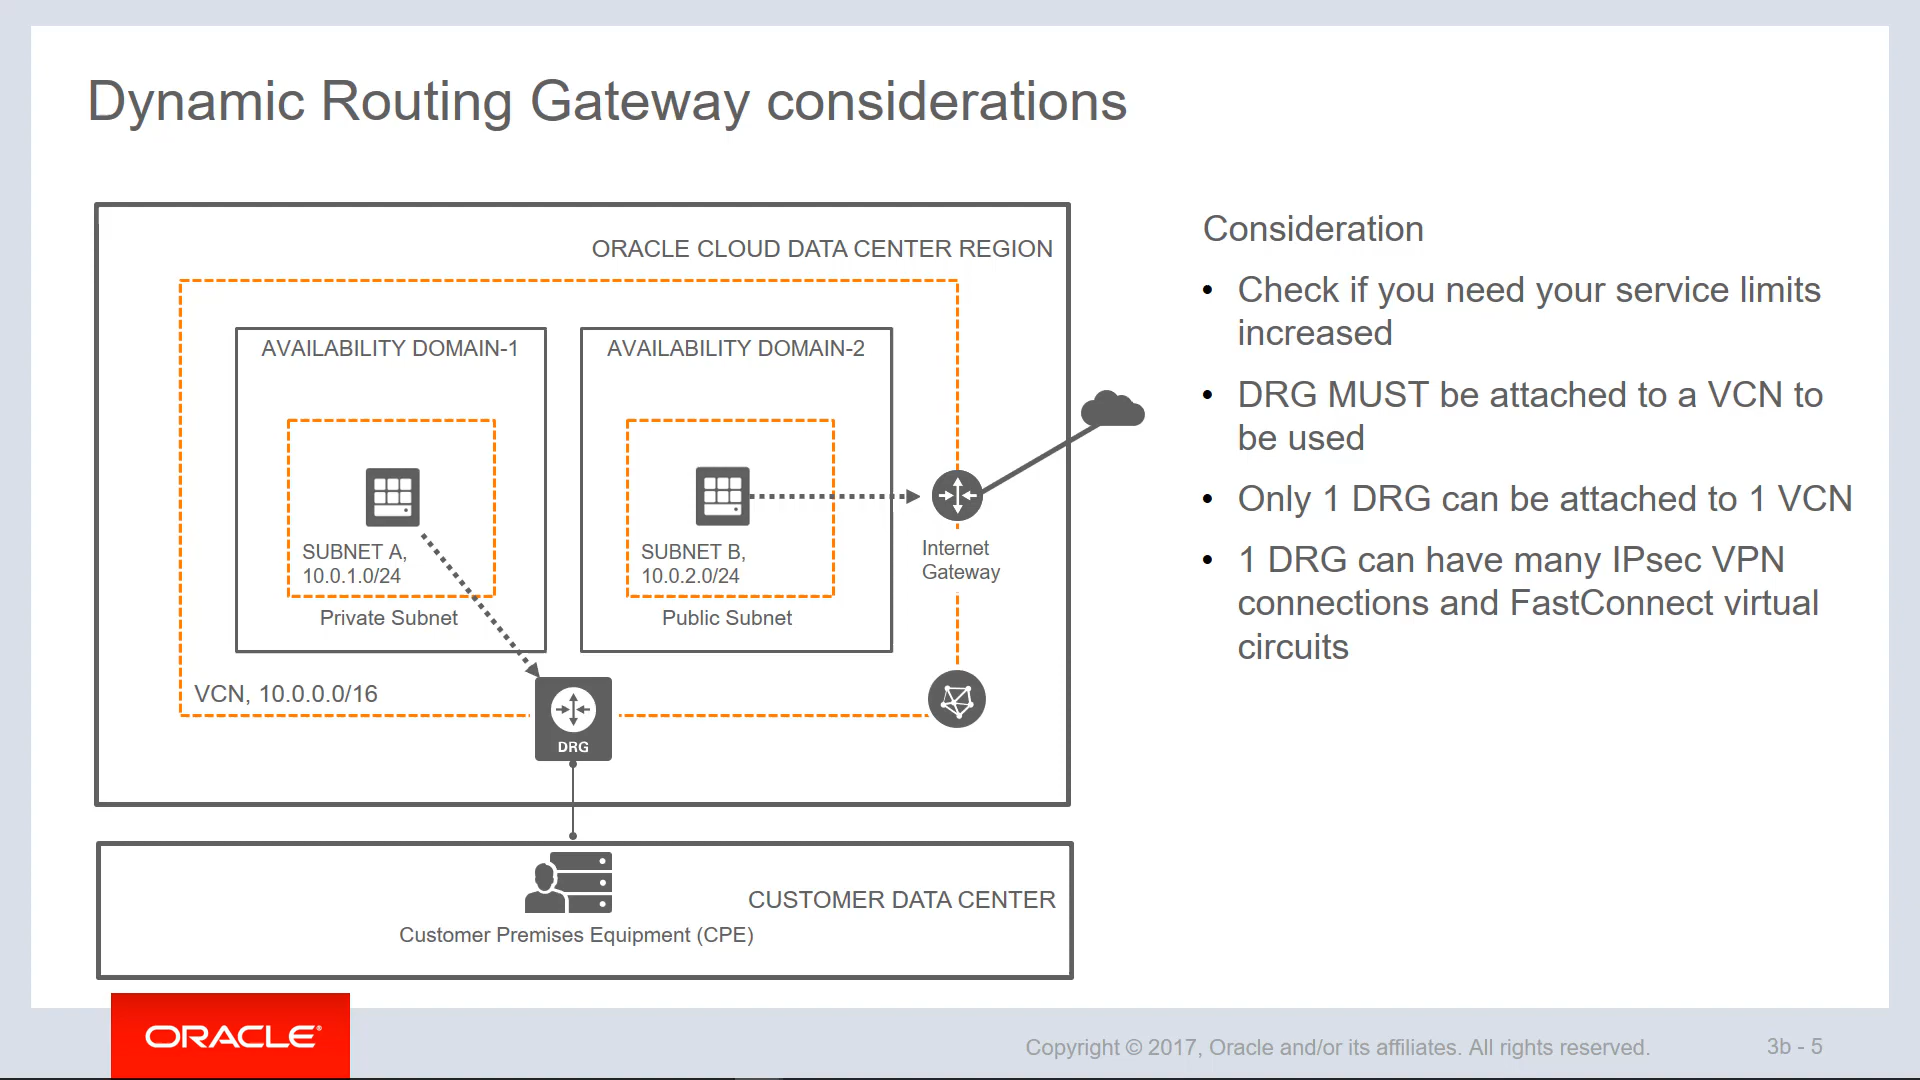 Dynamic Routing Gateway considerations
ORACLE CLOUD DATA CENTER REGION
AVAILABILITY DOMAIN-1
AVAILABILITY DOMAIN-2
SUBNET A,
10.0.1.0/24
Private Subnet
SUBNET B,
10.0.2.0/24
Public Subnet
Internet
Gateway
VCN, 10.0.0.0/16
DRG
CUSTOMER DATA CENTER
Customer Premises Equipment (CPE)
Consideration
• Check if you need your service limits
increased
• DRG MUST be attached to a VCN to
be used
• Only 1 DRG can be attached to 1 VCN
• 1 DRG can have many IPsec VPN
connections and FastConnect virtual
circuits
ORACLE®
Copyright © 2017, Oracle and/or its affiliates. All rights reserved.
3b - 5